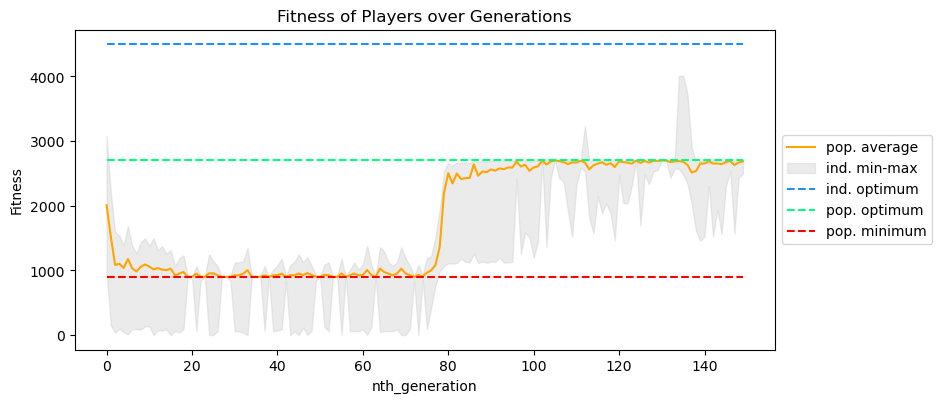 Fitness of Players over Generations
Fitness
4000
3000
2000
1000
0
0 20 40 60 80 100 120 140
nth_generation
pop. average
ind. min-max
ind. optimum
pop. optimum
pop. minimum